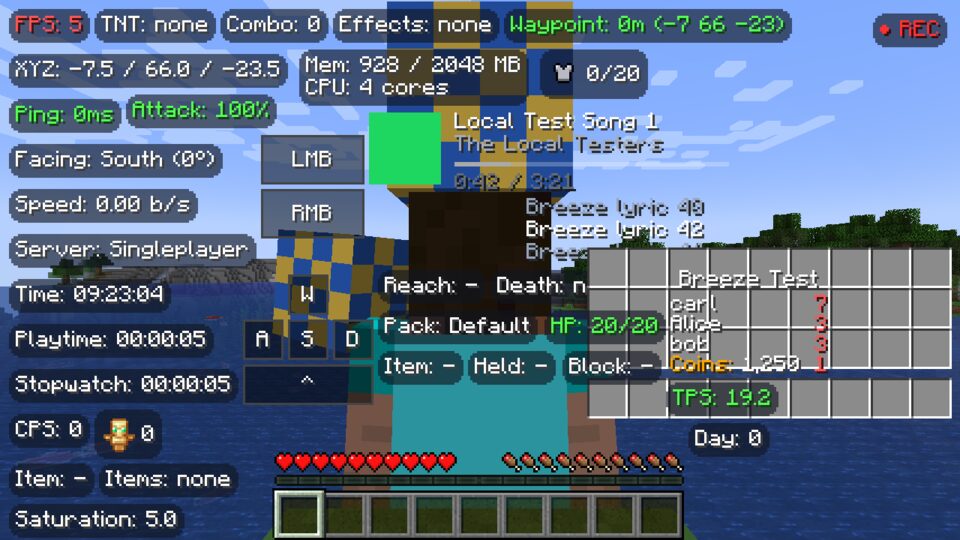 FPS: 5 TNT: none Combo: 0 Effects: none Waypoint: 0m (-7 66 -23) REC
XYZ: -7.5 / 66.0 / -23.5
Mem: 928 / 2048 MB
CPU: 4 cores
0/20
Ping: 0ms Attack: 100%
Local Test Song 1
The Local Testers
0:42 / 3:21
Facing: South (0°)
LMB
Speed: 0.00 b/s
RMB
Breeze lyric 40
Breeze lyric 42
Breeze
Server: Singleplayer
Time: 09:23:04
W
Reach: - Death: n
Breeze Test
carl 7
Alice 3
bob 3
Coins: 1,250 1
Pack: Default HP: 20/20
Playtime: 00:00:05
A S D
Item: - Held: - Block: -
Stopwatch: 00:00:05
^
TPS: 19.2
CPS: 0 0
Day: 0
Item: - Items: none
Saturation: 5.0